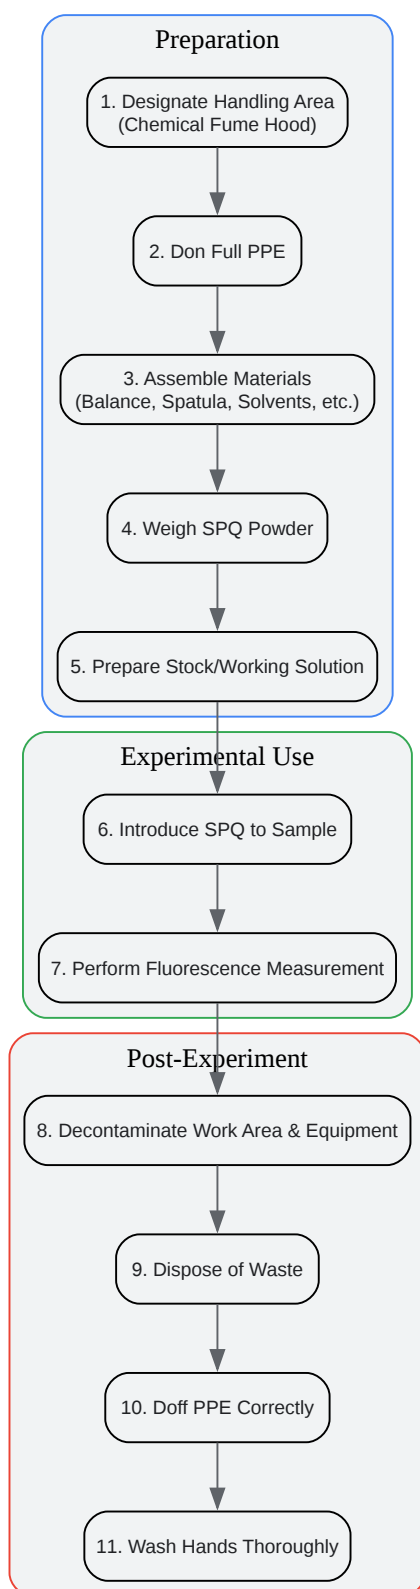 Preparation
1. Designate Handling Area
(Chemical Fume Hood)
2. Don Full PPE
3. Assemble Materials
(Balance, Spatula, Solvents, etc.)
4. Weigh SPQ Powder
5. Prepare Stock/Working Solution
Experimental Use
6. Introduce SPQ to Sample
7. Perform Fluorescence Measurement
Post-Experiment
8. Decontaminate Work Area & Equipment
9. Dispose of Waste
10. Doff PPE Correctly
11. Wash Hands Thoroughly